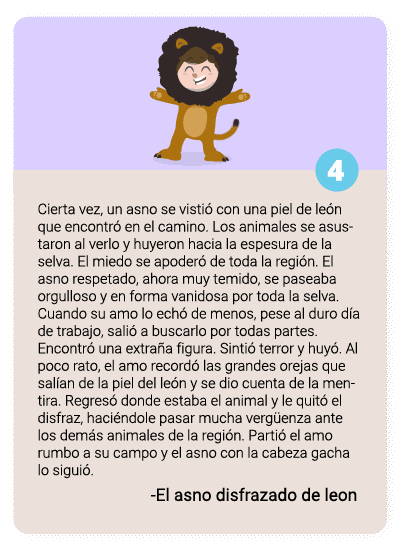 4
Cierta vez, un asno se vistió con una piel de león
que encontró en el camino. Los animales se asus-
taron al verlo y huyeron hacia la espesura de la
selva. El miedo se apoderó de toda la región. El
asno respetado, ahora muy temido, se paseaba
orgulloso y en forma vanidosa por toda la selva.
Cuando su amo lo echó de menos, pese al duro día
de trabajo, salió a buscarlo por todas partes.
Encontró una extraña figura. Sintió terror y huyó. Al
poco rato, el amo recordó las grandes orejas que
salían de la piel del león y se dio cuenta de la men-
tira. Regresó donde estaba el animal y le quitó el
disfraz, haciéndole pasar mucha vergüenza ante
los demás animales de la región. Partió el amo
rumbo a su campo y el asno con la cabeza gacha
lo siguió.
-El asno disfrazado de leon